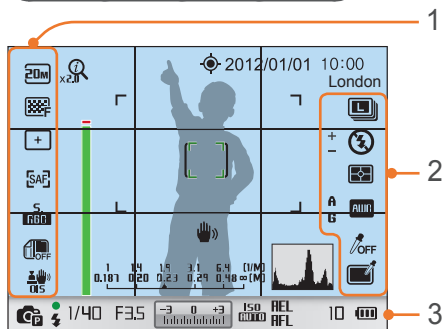 1
2012/01/01 10:00
London
20M x2.0
F
+
+
−
2
SAF
S
A
G
AWB
OFF
OFF
OIS
1 1.4 1.9 3.1 6.4 [1/M]
0.187 0.20 0.23 0.29 0.48 ∞ [M]
P 1/40 F3.5 −3 0 +3 ISO AUTO AEL AFL 10
3